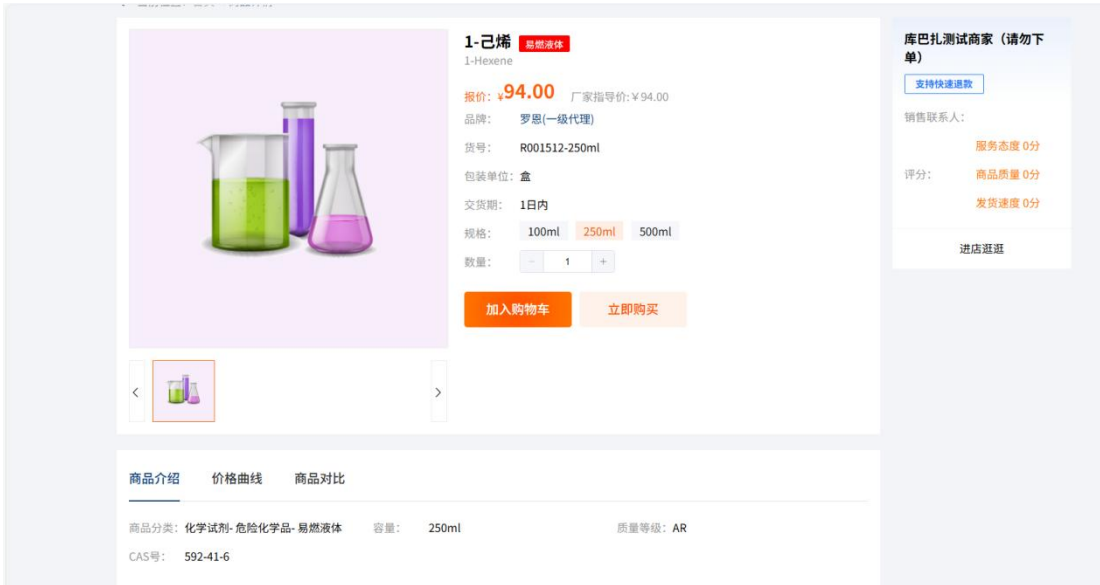 1-己烯 易燃液体
1-Hexene
报价: ¥94.00 厂家指导价:¥94.00
品牌: 罗恩(一级代理)
货号: R001512-250ml
包装单位: 盒
交货期: 1日内
规格: 100ml 250ml 500ml
数量: - 1 +
加入购物车 立即购买
库巴扎测试商家（请勿下
单）
支持快速退款
销售联系人:
服务态度 0分
评分: 商品质量 0分
发货速度 0分
进店逛逛
商品介绍 价格曲线 商品对比
商品分类: 化学试剂- 危险化学品- 易燃液体 容量: 250ml 质量等级: AR
CAS号: 592-41-6